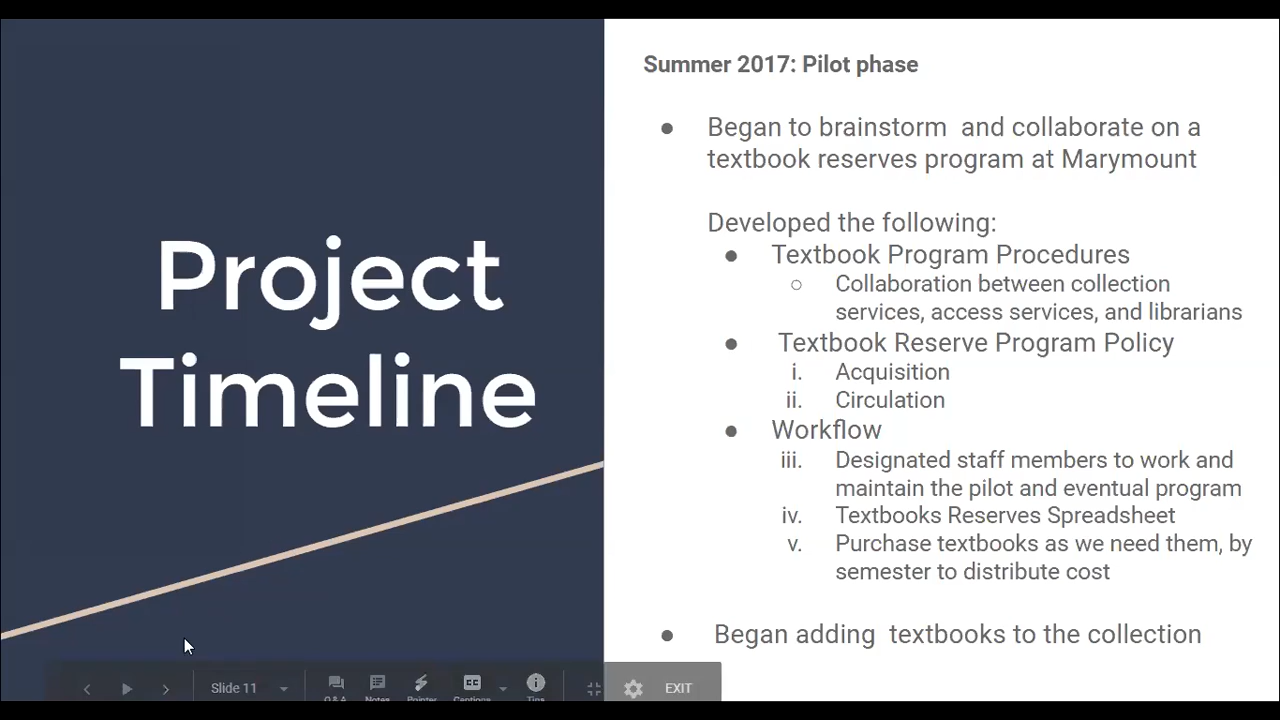 Project
Timeline
Summer 2017: Pilot phase
● Began to brainstorm and collaborate on a
textbook reserves program at Marymount
Developed the following:
● Textbook Program Procedures
○ Collaboration between collection
services, access services, and librarians
● Textbook Reserve Program Policy
i. Acquisition
ii. Circulation
● Workflow
iii. Designated staff members to work and
maintain the pilot and eventual program
iv. Textbooks Reserves Spreadsheet
v. Purchase textbooks as we need them, by
semester to distribute cost
● Began adding textbooks to the collection
Slide 11
Q & A Notes Pointer Captions Tips
EXIT